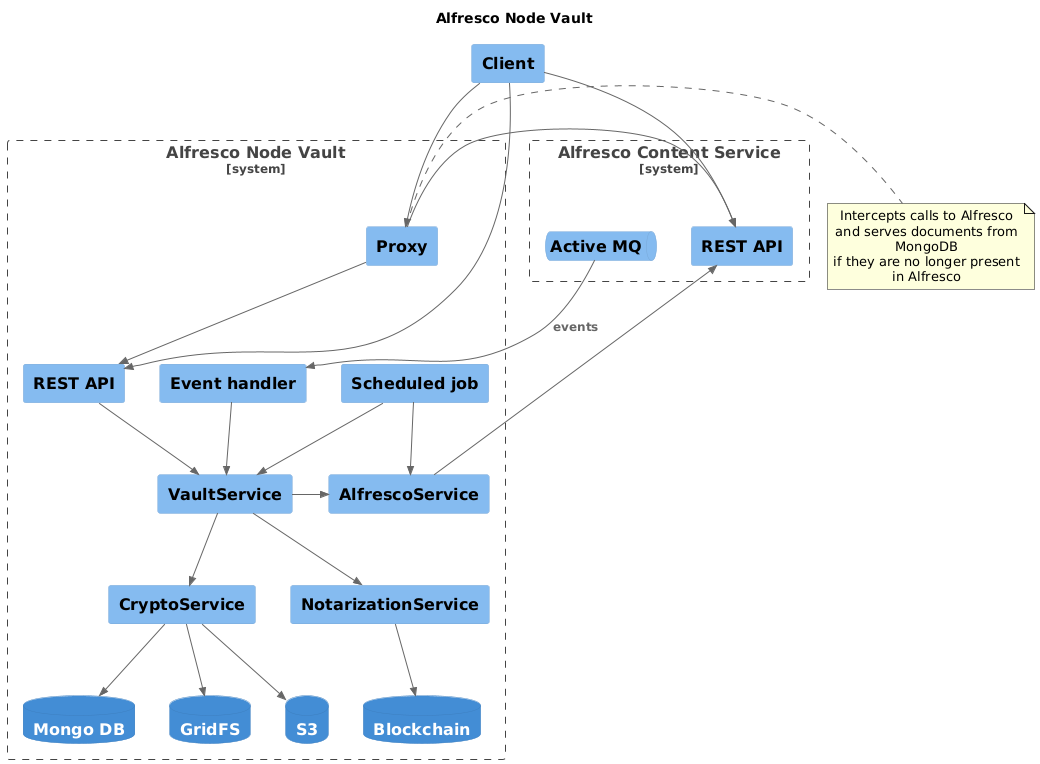 Alfresco Node Vault
Client
Alfresco Node Vault
[system]
Alfresco Content Service
[system]
Proxy
Active MQ
REST API
Intercepts calls to Alfresco
and serves documents from
MongoDB
if they are no longer present
in Alfresco
events
REST API
Event handler
Scheduled job
VaultService
AlfrescoService
CryptoService
NotarizationService
Mongo DB
GridFS
S3
Blockchain